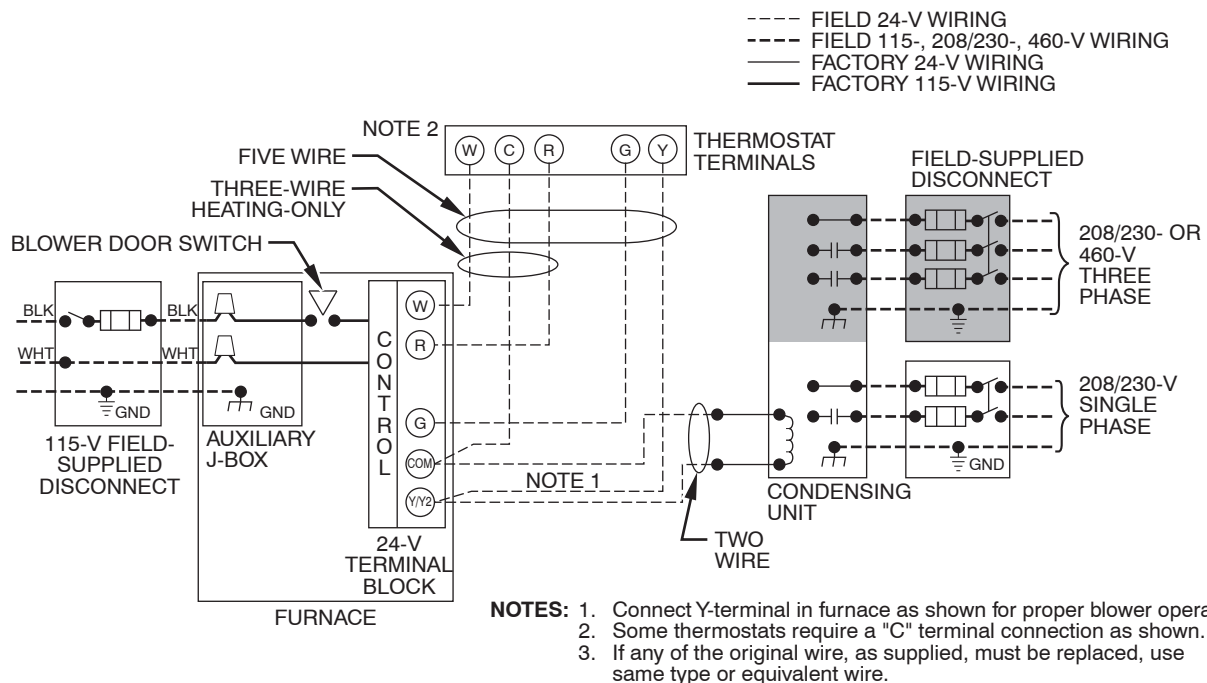 FIELD 24-V WIRING
FIELD 115-, 208/230-, 460-V WIRING
FACTORY 24-V WIRING
FACTORY 115-V WIRING
NOTE 2
W C R G Y
THERMOSTAT
TERMINALS
FIVE WIRE
THREE-WIRE
HEATING-ONLY
BLOWER DOOR SWITCH
FIELD-SUPPLIED
DISCONNECT
208/230- OR
460-V
THREE
PHASE
BLK
BLK
WHT
WHT
GND
GND
115-V FIELD-
SUPPLIED
DISCONNECT
AUXILIARY
J-BOX
CONTROL
W
R
G
COM
Y/Y2
NOTE 1
24-V
TERMINAL
BLOCK
FURNACE
TWO
WIRE
CONDENSING
UNIT
GND
208/230-V
SINGLE
PHASE
NOTES: 1. Connect Y-terminal in furnace as shown for proper blower opera
2. Some thermostats require a "C" terminal connection as shown.
3. If any of the original wire, as supplied, must be replaced, use
same type or equivalent wire.